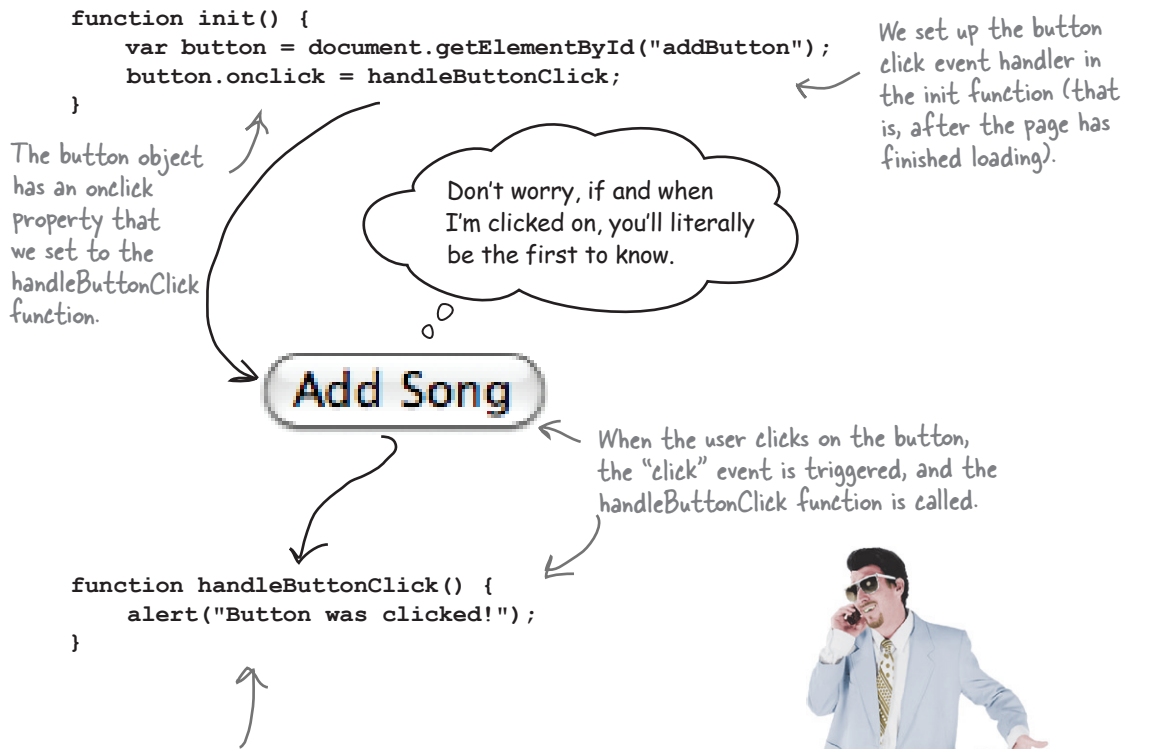 function init() {
var button = document.getElementById("addButton");
button.onclick = handleButtonClick;
}
We set up the button
click event handler in
the init function (that
is, after the page has
finished loading).
The button object
has an onclick
property that
we set to the
handleButtonClick
function.
Don't worry, if and when
I'm clicked on, you'll literally
be the first to know.
Add Song
When the user clicks on the button,
the “click” event is triggered, and the
handleButtonClick function is called.
function handleButtonClick() {
alert("Button was clicked!");
}